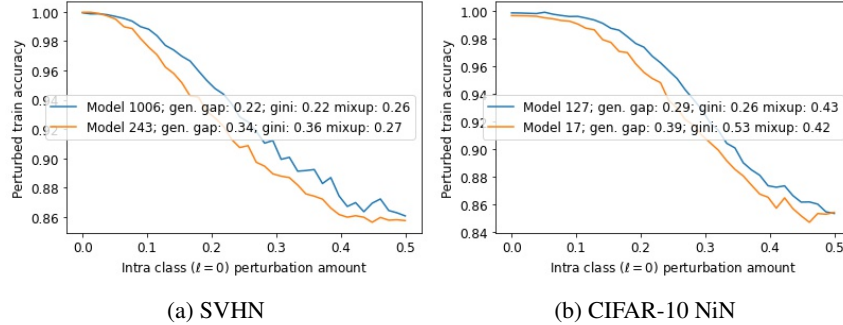 1.00
0.98
0.96
0.94
0.92
0.90
0.88
0.86
Perturbed train accuracy
Model 1006; gen. gap: 0.22; gini: 0.22 mixup: 0.26
Model 243; gen. gap: 0.34; gini: 0.36 mixup: 0.27
0.0 0.1 0.2 0.3 0.4 0.5
Intra class (ℓ = 0) perturbation amount
(a) SVHN
1.00
0.98
0.96
0.94
0.92
0.90
0.88
0.86
0.84
Perturbed train accuracy
Model 127; gen. gap: 0.29; gini: 0.26 mixup: 0.43
Model 17; gen. gap: 0.39; gini: 0.53 mixup: 0.42
0.0 0.1 0.2 0.3 0.4 0.5
Intra class (ℓ = 0) perturbation amount
(b) CIFAR-10 NiN